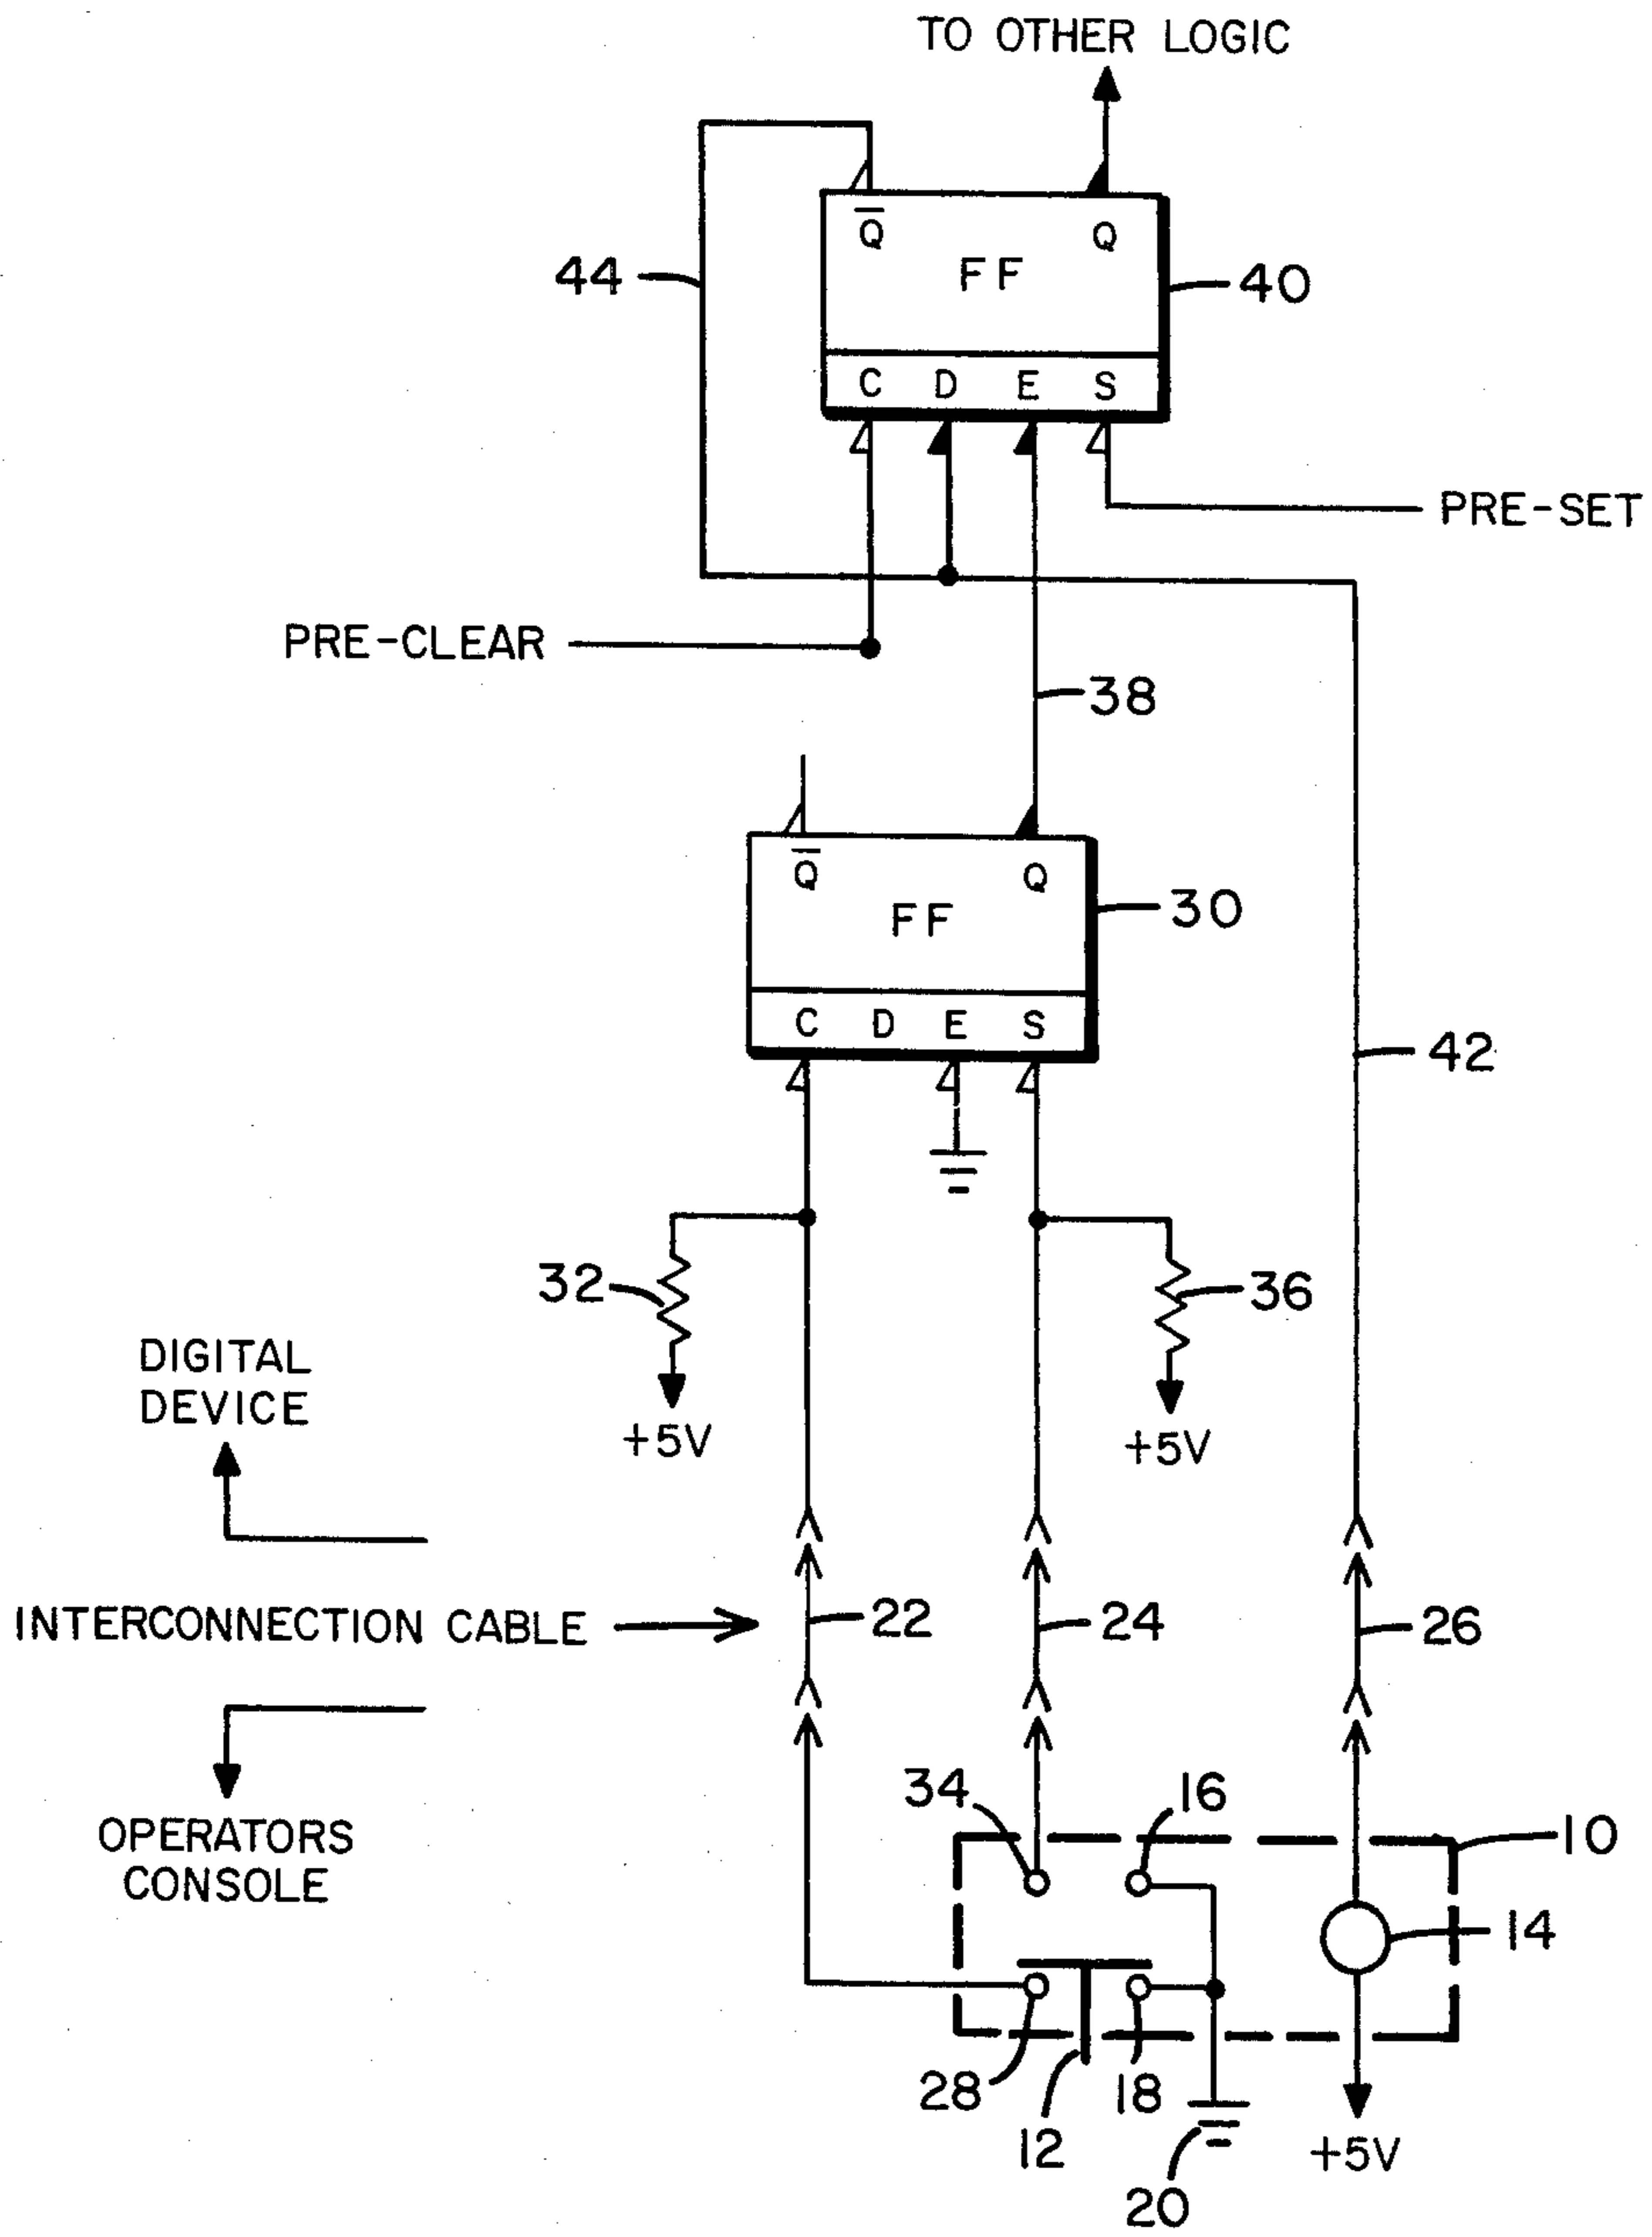 TO OTHER LOGIC
Q̅ Q
FF
44
40
C D E S
PRE-SET
PRE-CLEAR
38
Q̅ Q
FF
30
C D E S
42
32
36
DIGITAL
DEVICE
+5V
+5V
INTERCONNECTION CABLE
22
24
26
34
16
10
OPERATORS
CONSOLE
14
28
18
12
+5V
20